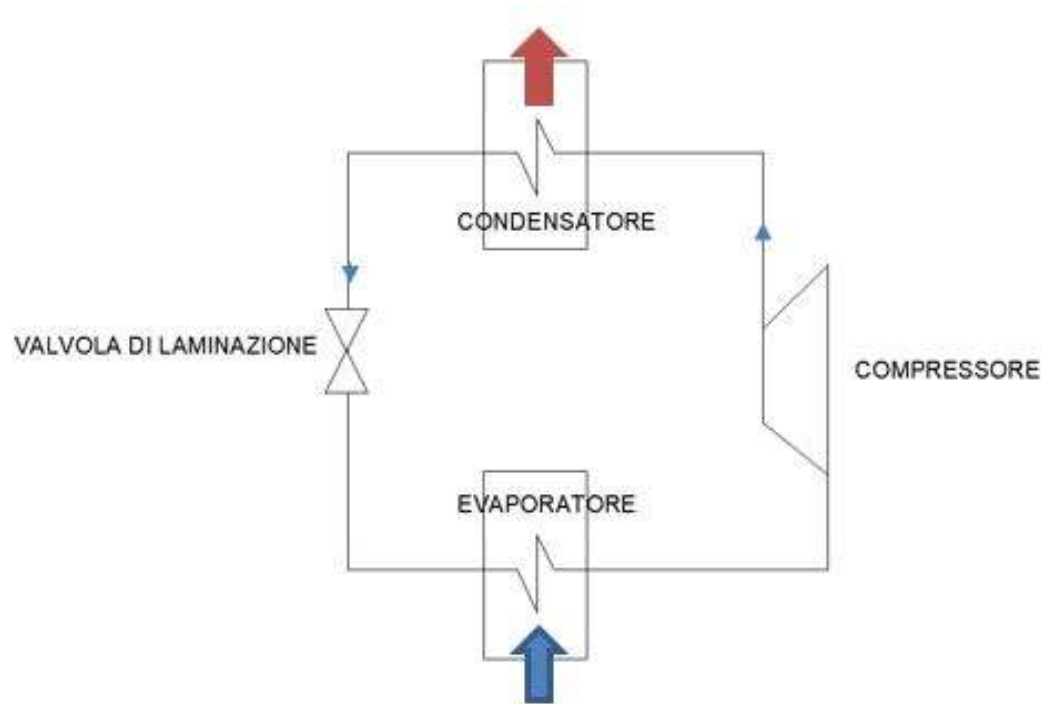 CONDENSATORE
VALVOLA DI LAMINAZIONE
COMPRESSORE
EVAPORATORE